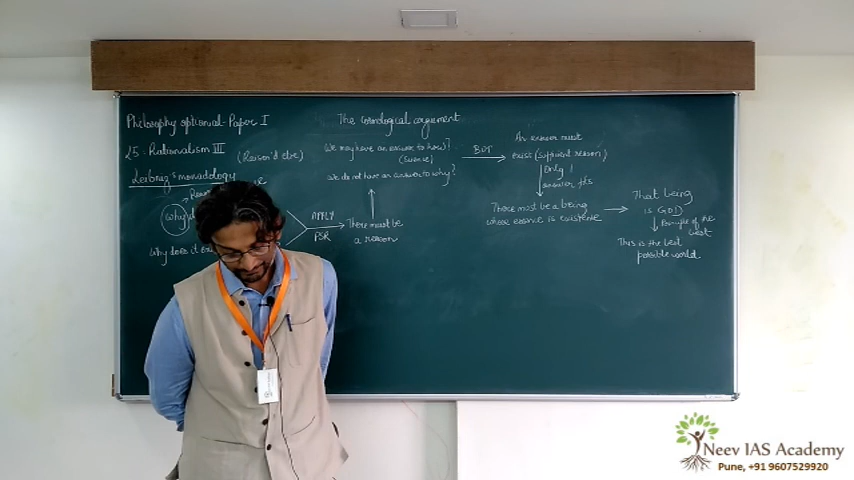 Philosophy optional - Paper I
The cosmological argument
L5: Rationalism III
(Reason'd etre)
Leibniz's monadology
Why
Why does it
APPLY
PSR
There must be
a reason
We may have an answer to how?
(Science)
We do not have an answer to why?
BUT
An answer must
exist (sufficient reason)
Only 1
answer fits
There must be a being
whose essence is existence
That being
is GOD
Principle of the
best
This is the best
possible world.
Neev IAS Academy
Pune, +91 9607529920